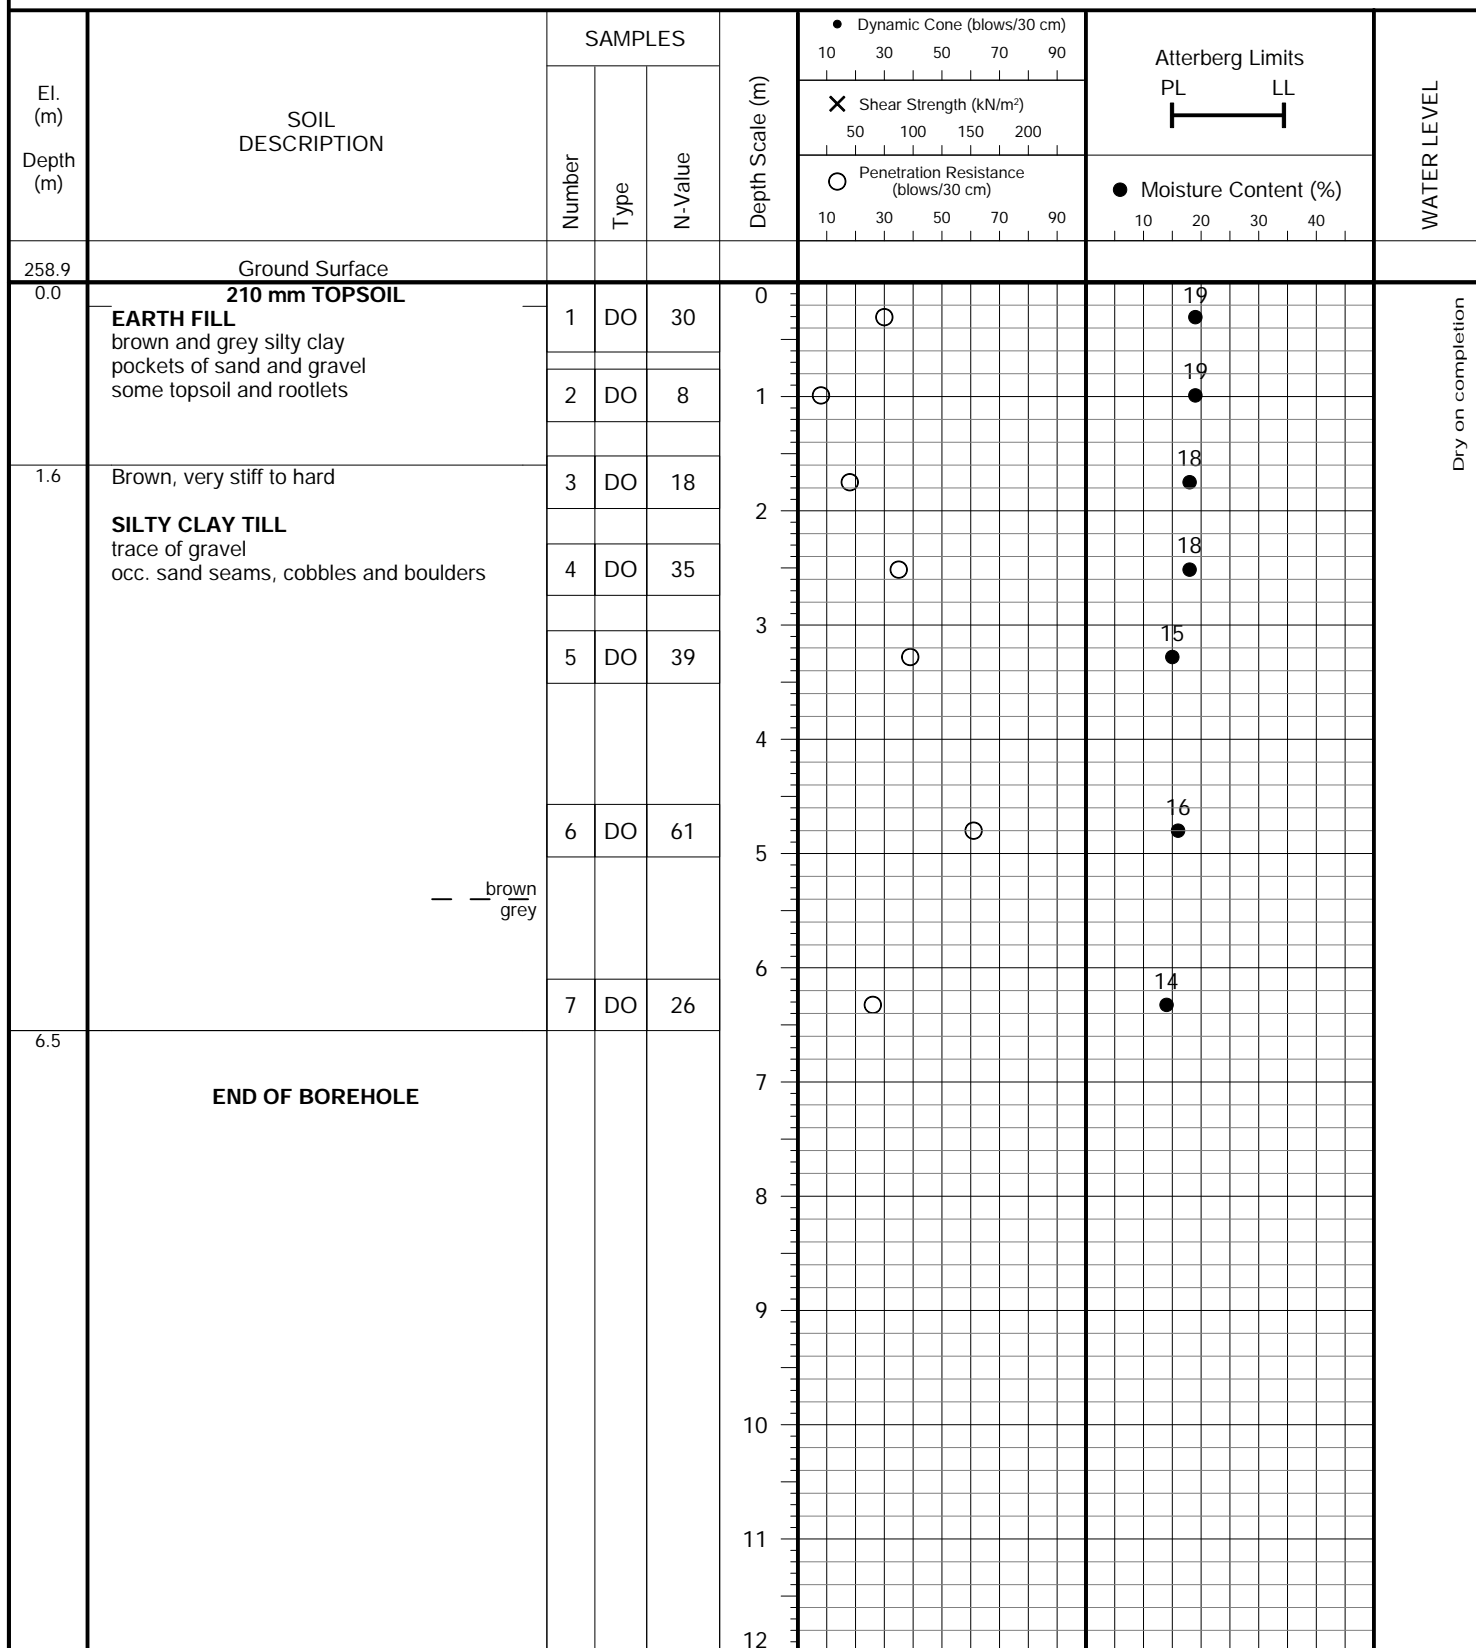 El.
(m)
Depth
(m)
SOIL
DESCRIPTION
SAMPLES
Number
Type
N-Value
Depth Scale (m)
Dynamic Cone (blows/30 cm)
10 30 50 70 90
Shear Strength (kN/m²)
50 100 150 200
Penetration Resistance
(blows/30 cm)
10 30 50 70 90
Atterberg Limits
PL LL
Moisture Content (%)
10 20 30 40
WATER LEVEL
258.9 Ground Surface
0.0 210 mm TOPSOIL
EARTH FILL
brown and grey silty clay
pockets of sand and gravel
some topsoil and rootlets
1.6 Brown, very stiff to hard
SILTY CLAY TILL
trace of gravel
occ. sand seams, cobbles and boulders
brown
grey
6.5
END OF BOREHOLE
1 DO 30
2 DO 8
3 DO 18
4 DO 35
5 DO 39
6 DO 61
7 DO 26
0
1
2
3
4
5
6
7
8
9
10
11
12
19
19
18
18
15
16
14
Dry on completion